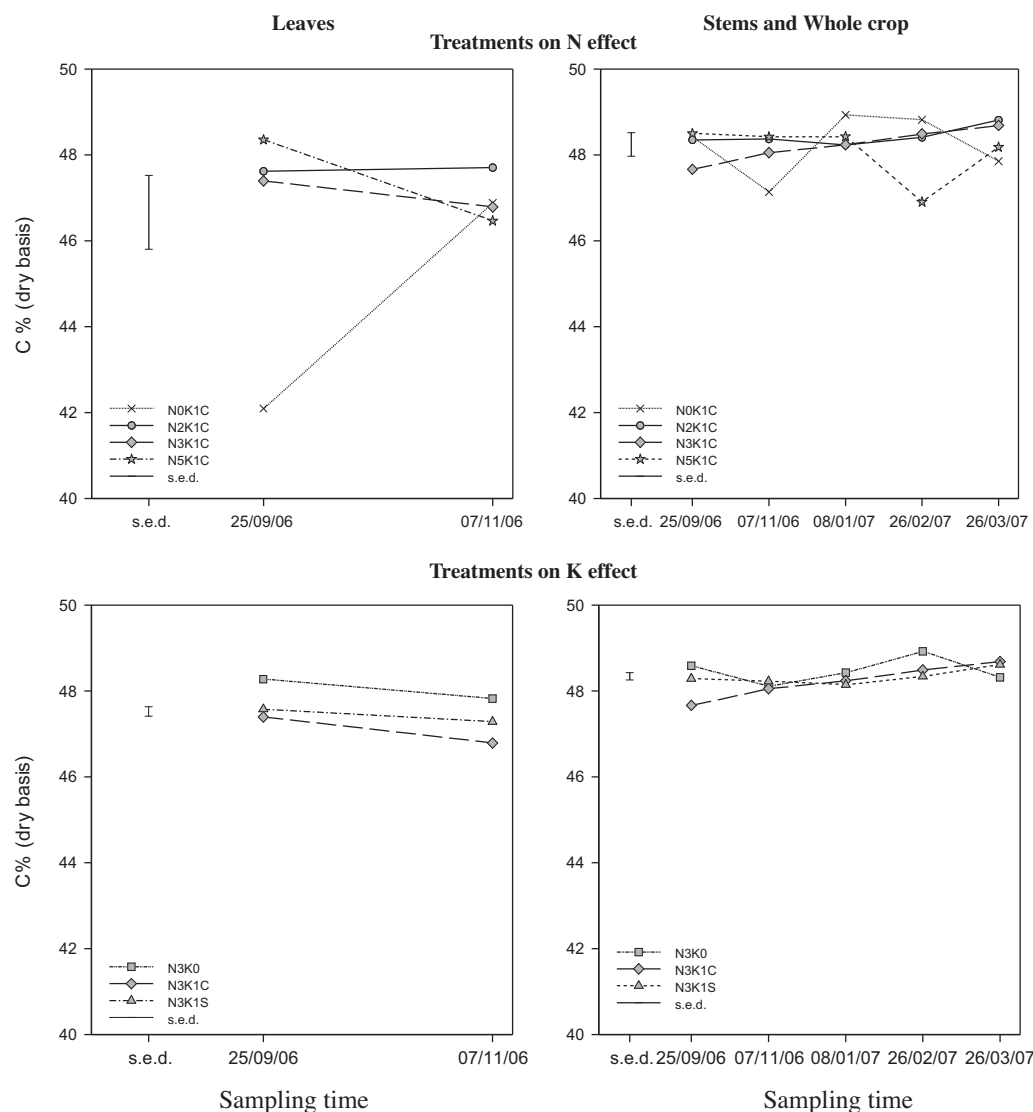 Leaves
Stems and Whole crop
Treatments on N effect
C % (dry basis)
50
48
46
44
42
40
N0K1C
N2K1C
N3K1C
N5K1C
s.e.d.
s.e.d.
25/09/06
07/11/06
50
48
46
44
42
40
N0K1C
N2K1C
N3K1C
N5K1C
s.e.d.
s.e.d. 25/09/06 07/11/06 08/01/07 26/02/07 26/03/07
Treatments on K effect
C% (dry basis)
50
48
46
44
42
40
N3K0
N3K1C
N3K1S
s.e.d.
s.e.d.
25/09/06
07/11/06
Sampling time
50
48
46
44
42
40
N3K0
N3K1C
N3K1S
s.e.d.
s.e.d. 25/09/06 07/11/06 08/01/07 26/02/07 26/03/07
Sampling time